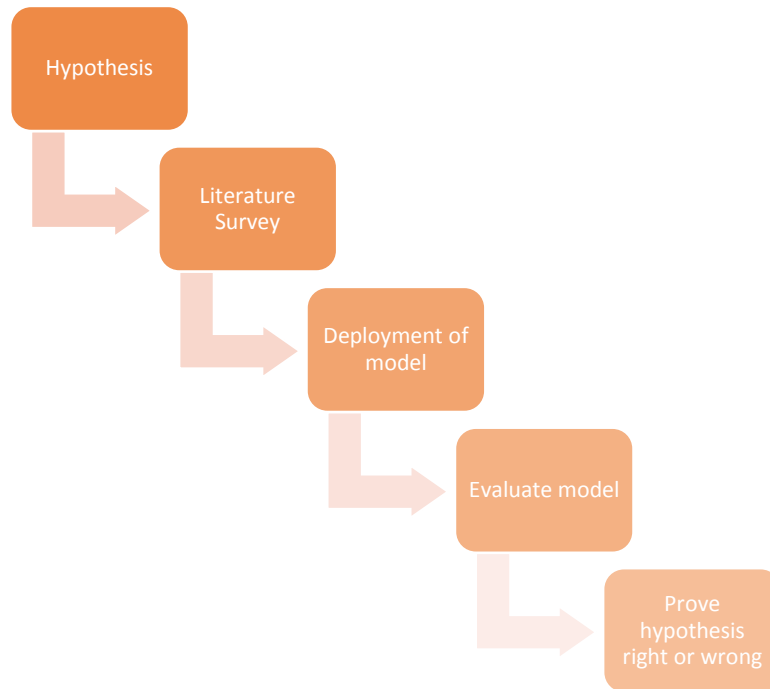 Hypothesis
Literature
Survey
Deployment of
model
Evaluate model
Prove
hypothesis
right or wrong